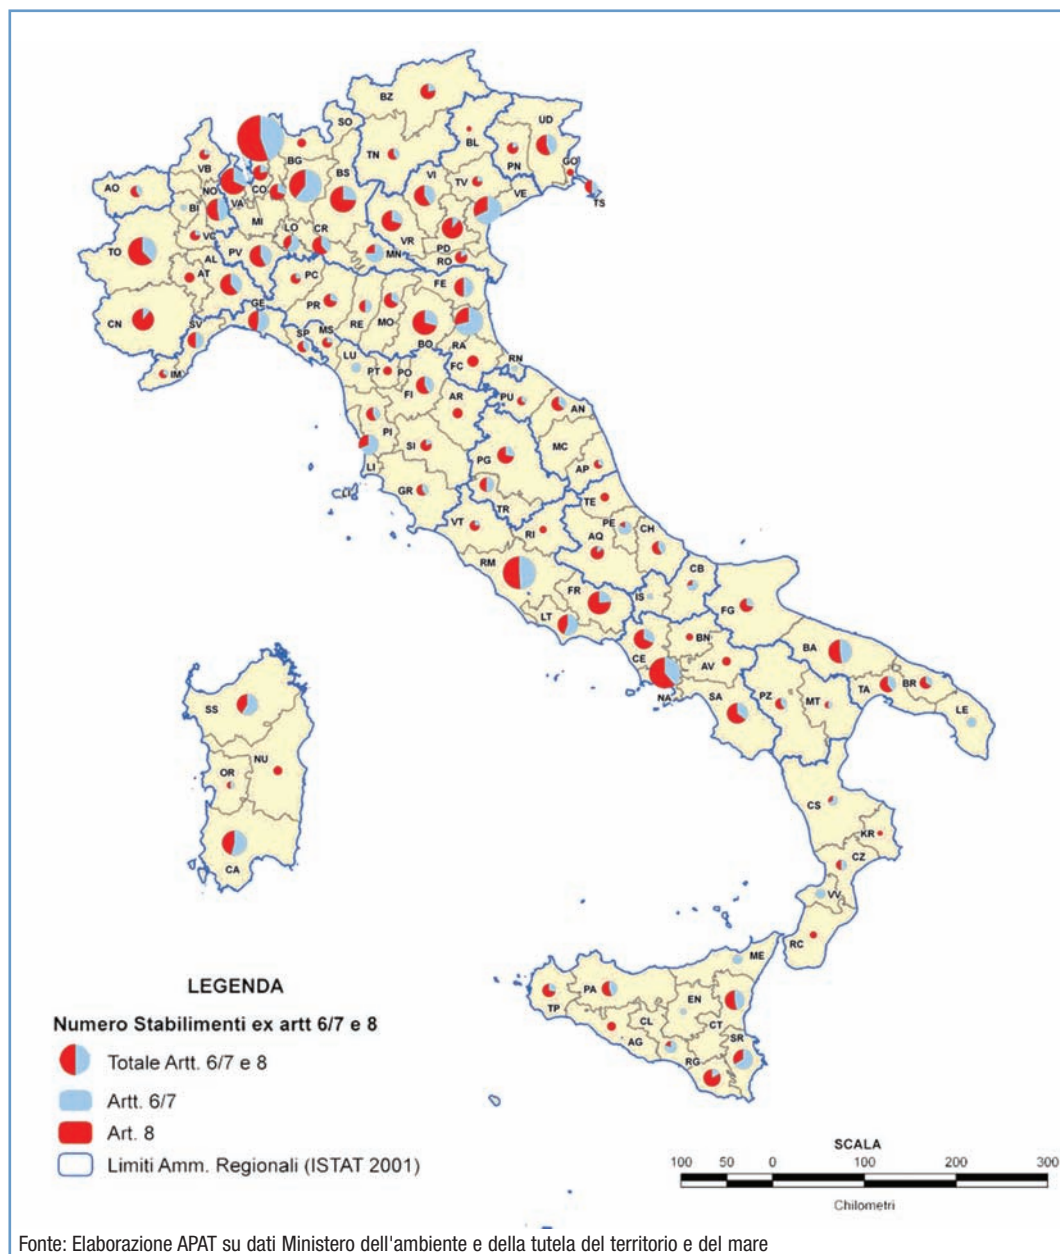 BZ
SO
UD
BL
BG
TN
PN
GO
VB
BS
VI
TV
VE
TS
AO
NO
CO
BI
VA
MI
LO
CR
VR
PD
TO
VC
PV
MN
RO
AL
AT
PC
FE
CN
GE
PR
RE
MO
SV
SP
MS
BO
RA
IM
LU
PT
PO
FC
RN
FI
AR
PU
AN
PI
MC
SI
PG
AP
LI
GR
TR
TE
VT
RI
PE
CH
AQ
RM
CB
FR
IS
FG
LT
BN
BA
CE
AV
NA
SA
PZ
MT
TA
BR
LE
SS
NU
OR
CS
KR
CZ
CA
VV
RC
ME
PA
EN
TP
CL
CT
AG
SR
RG
LEGENDA
Numero Stabilimenti ex artt 6/7 e 8
Totale Artt. 6/7 e 8
Artt. 6/7
Art. 8
Limiti Amm. Regionali (ISTAT 2001)
SCALA
100 50 0 100 200 300
Chilometri
Fonte: Elaborazione APAT su dati Ministero dell'ambiente e della tutela del territorio e del mare